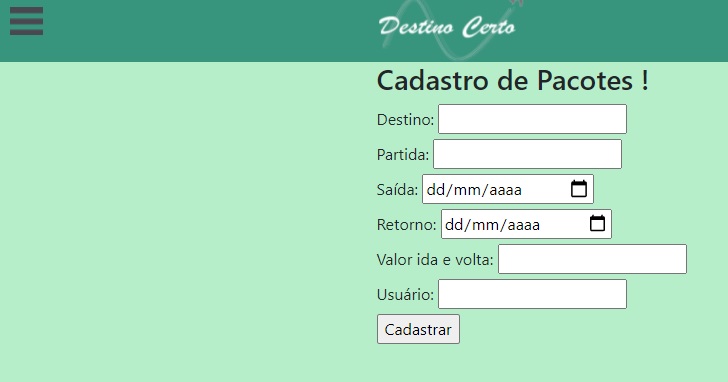 Destino Certo
Cadastro de Pacotes !
Destino:
Partida:
Saída: dd/mm/aaaa
Retorno: dd/mm/aaaa
Valor ida e volta:
Usuário:
Cadastrar